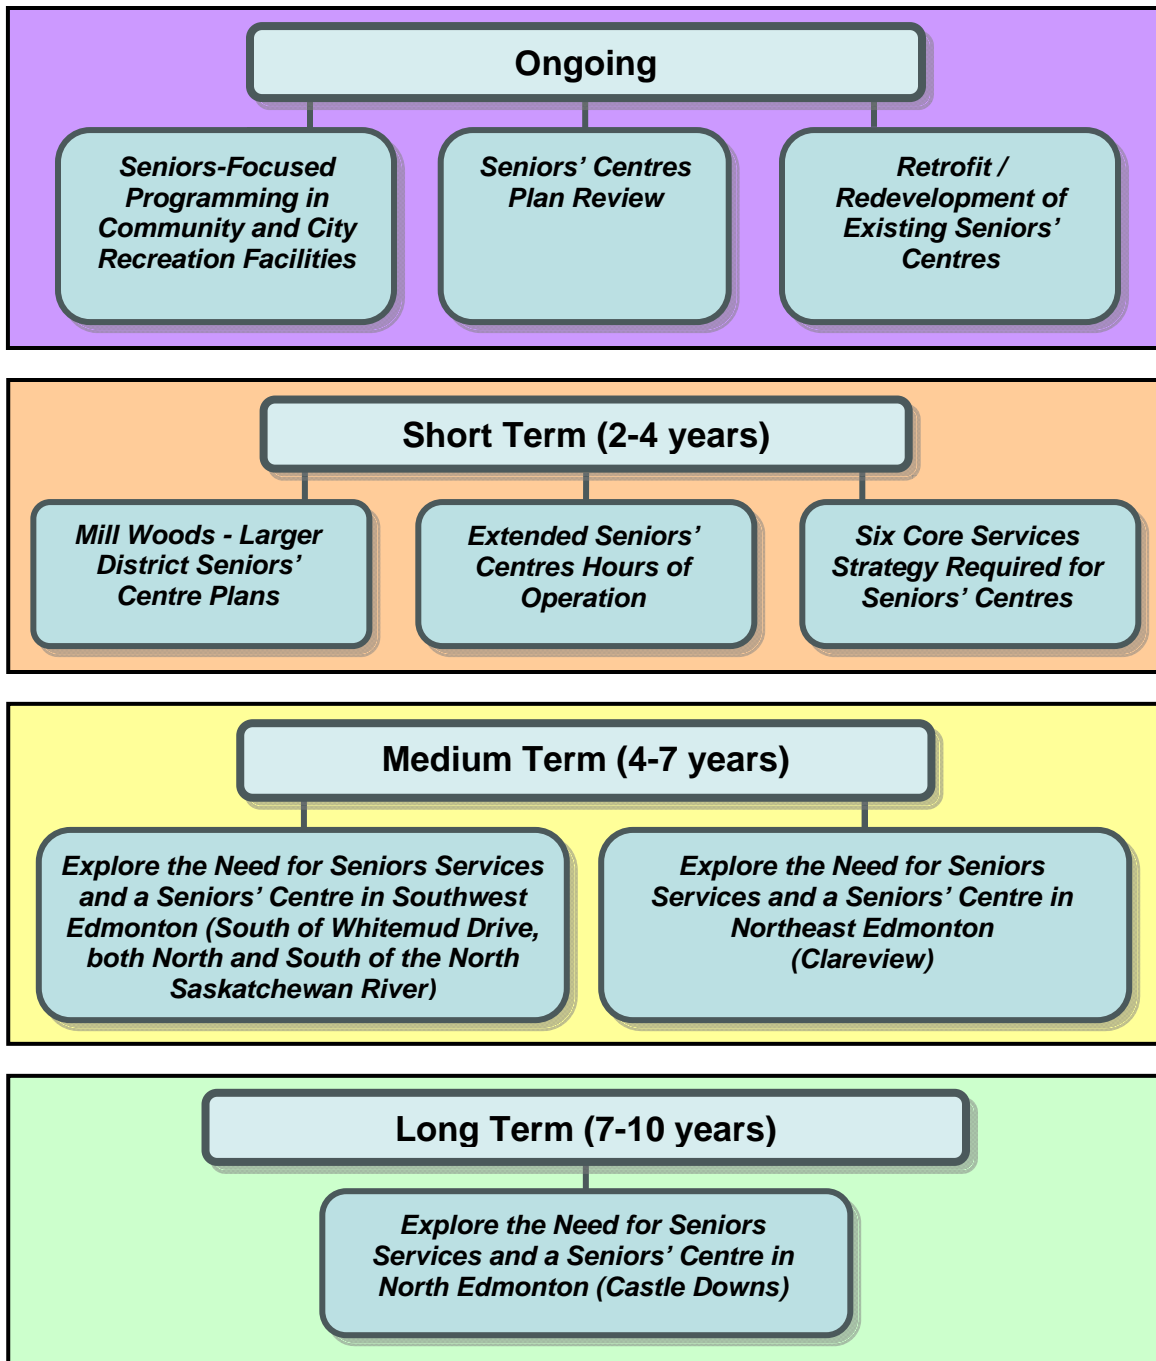 Ongoing
Seniors-Focused
Programming in
Community and City
Recreation Facilities
Seniors’ Centres
Plan Review
Retrofit /
Redevelopment of
Existing Seniors’
Centres
Short Term (2-4 years)
Mill Woods - Larger
District Seniors’
Centre Plans
Extended Seniors’
Centres Hours of
Operation
Six Core Services
Strategy Required for
Seniors’ Centres
Medium Term (4-7 years)
Explore the Need for Seniors Services
and a Seniors’ Centre in Southwest
Edmonton (South of Whitemud Drive,
both North and South of the North
Saskatchewan River)
Explore the Need for Seniors
Services and a Seniors’ Centre in
Northeast Edmonton
(Clareview)
Long Term (7-10 years)
Explore the Need for Seniors
Services and a Seniors’ Centre in
North Edmonton (Castle Downs)